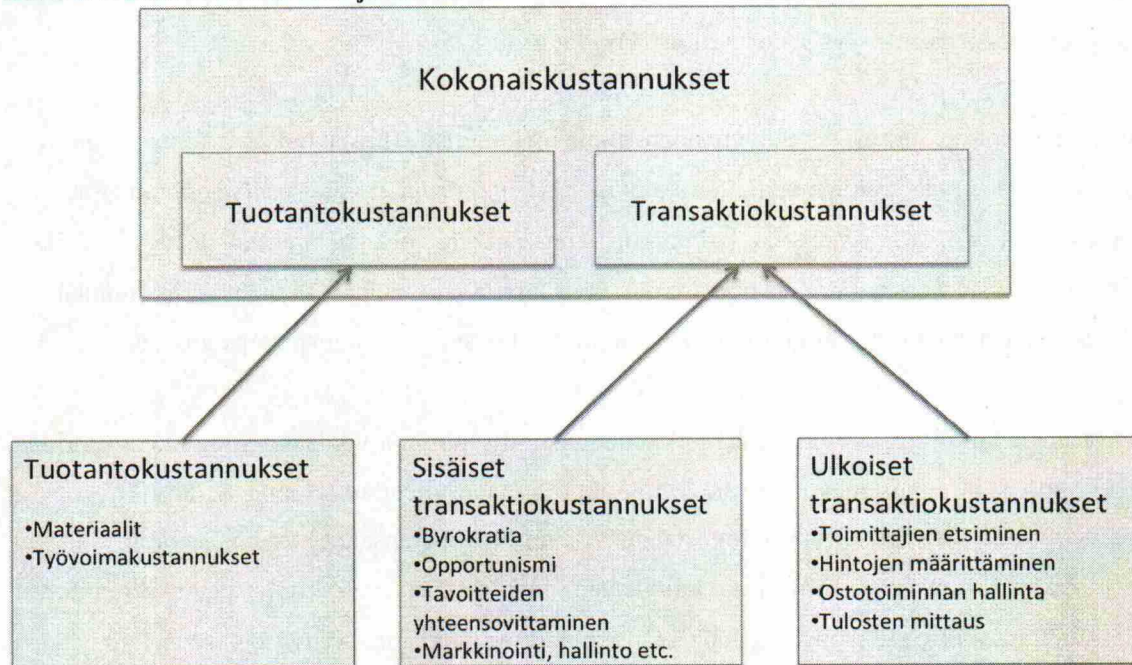 Kokonaiskustannukset
Tuotantokustannukset
Transaktiokustannukset
Tuotantokustannukset
•Materiaalit
•Työvoimakustannukset
Sisäiset
transaktiokustannukset
•Byrokratia
•Opportunismi
•Tavoitteiden
yhteensovittaminen
•Markkinointi, hallinto etc.
Ulkoiset
transaktiokustannukset
•Toimittajien etsiminen
•Hintojen määrittäminen
•Ostotoiminnan hallinta
•Tulosten mittaus